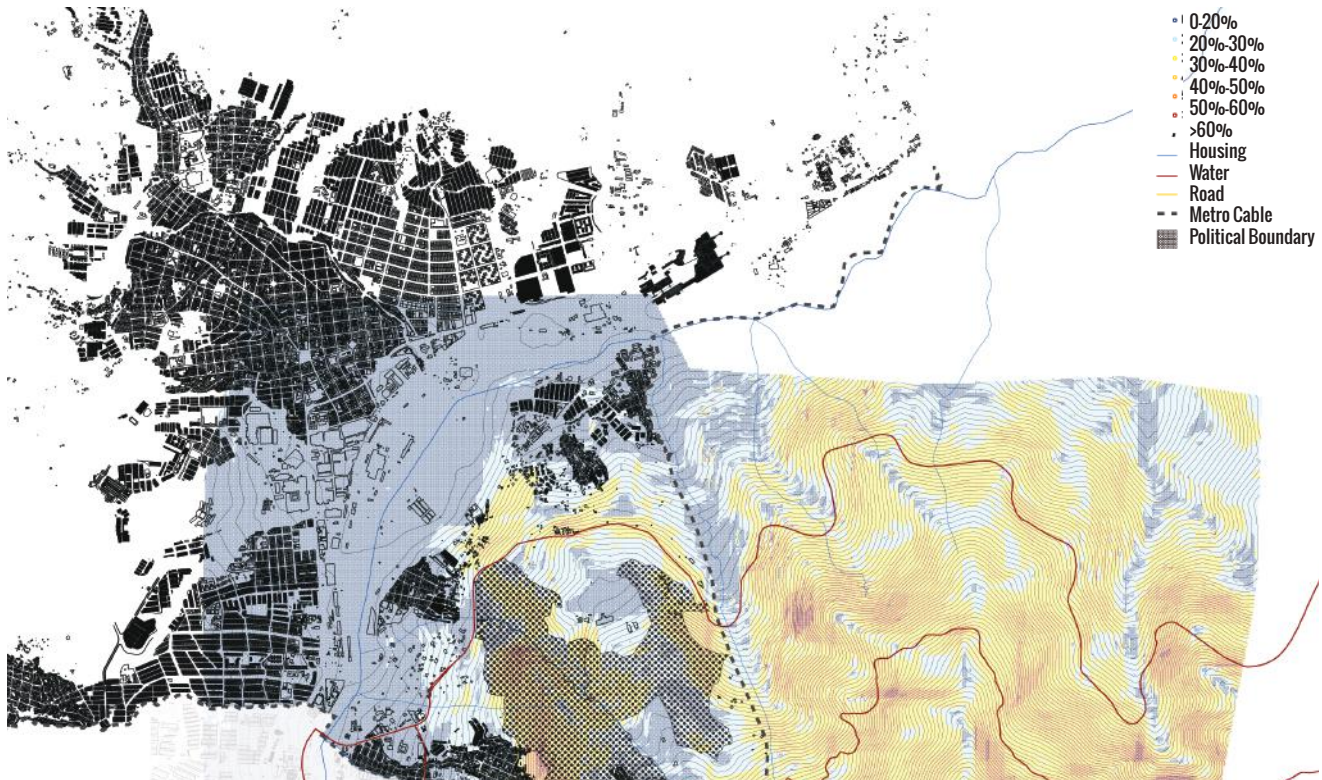 0-20%
20%-30%
30%-40%
40%-50%
50%-60%
>60%
Housing
Water
Road
Metro Cable
Political Boundary